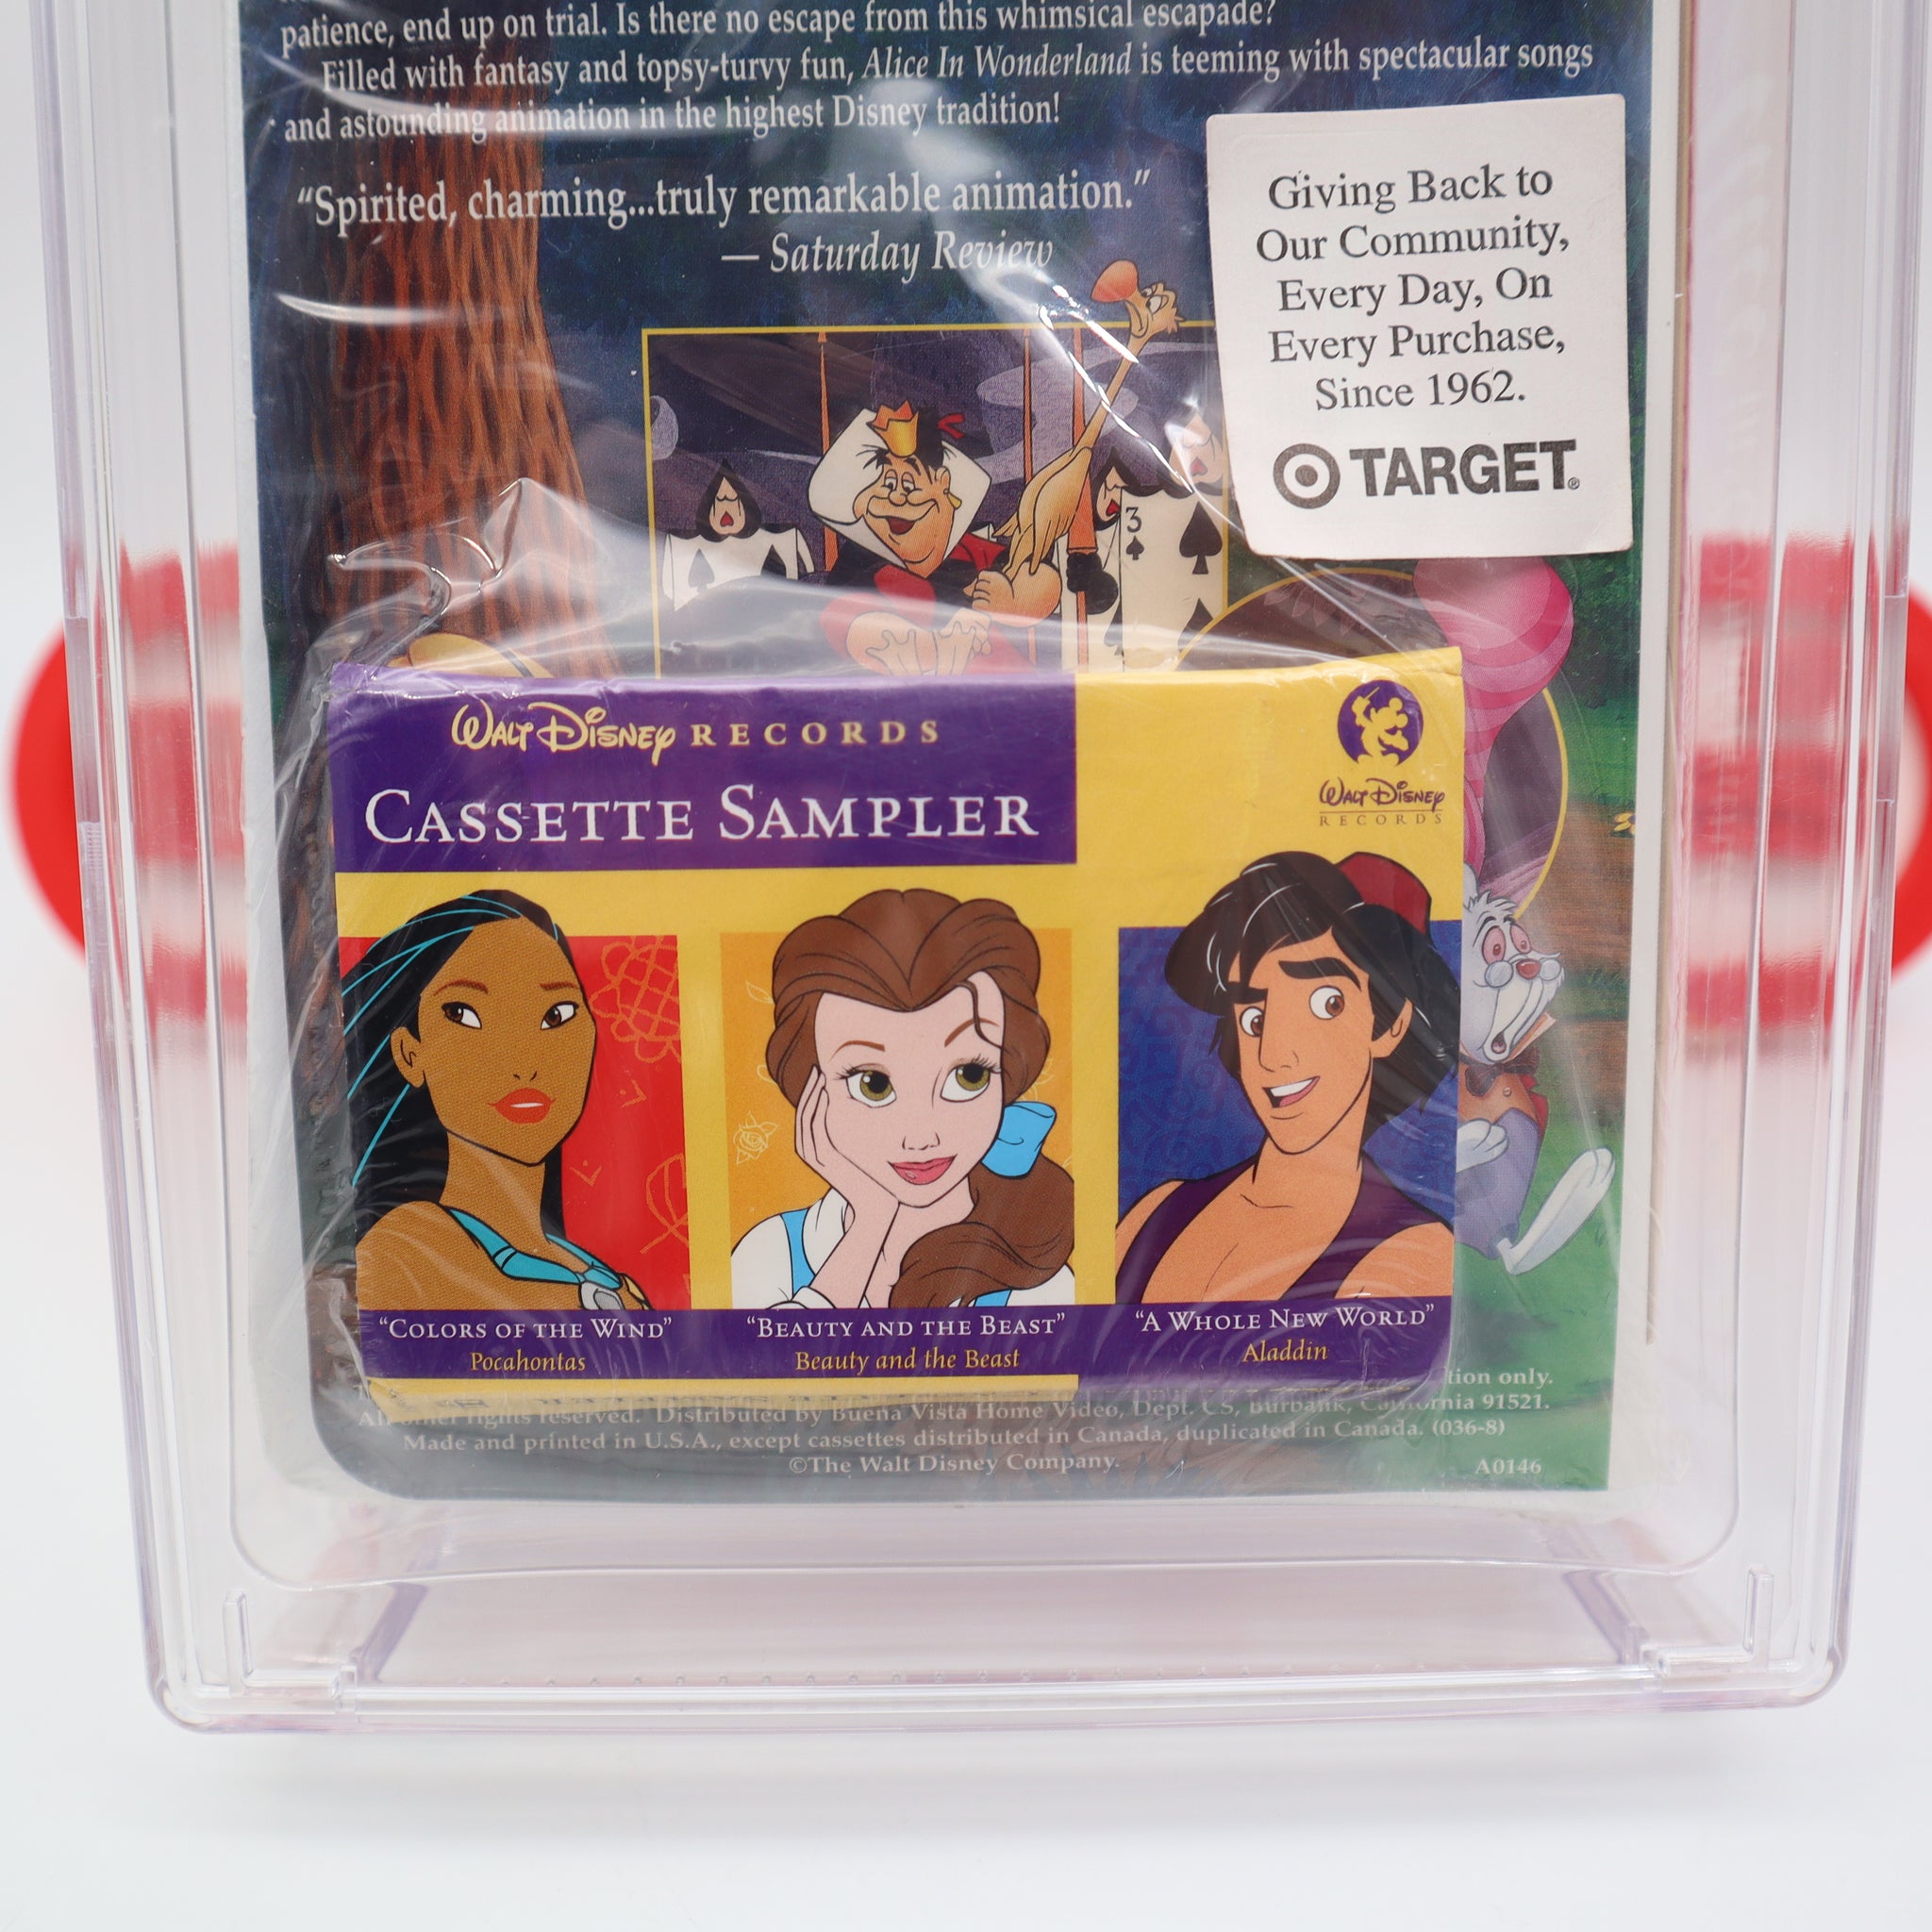 patience, end up on trial. Is there no escape from this whimsical escapade?
Filled with fantasy and topsy-turvy fun, Alice In Wonderland is teeming with spectacular songs
and astounding animation in the highest Disney tradition!
“Spirited, charming...truly remarkable animation.”
— Saturday Review
Giving Back to
Our Community,
Every Day, On
Every Purchase,
Since 1962.
TARGET®
3
WALT DISNEY RECORDS
CASSETTE SAMPLER
WALT DISNEY
RECORDS
“COLORS OF THE WIND”
Pocahontas
“BEAUTY AND THE BEAST”
Beauty and the Beast
“A WHOLE NEW WORLD”
Aladdin
tion only.
All other rights reserved. Distributed by Buena Vista Home Video, Dept. CS, Burbank, California 91521.
Made and printed in U.S.A., except cassettes distributed in Canada, duplicated in Canada. (036-8)
©The Walt Disney Company.
A0146